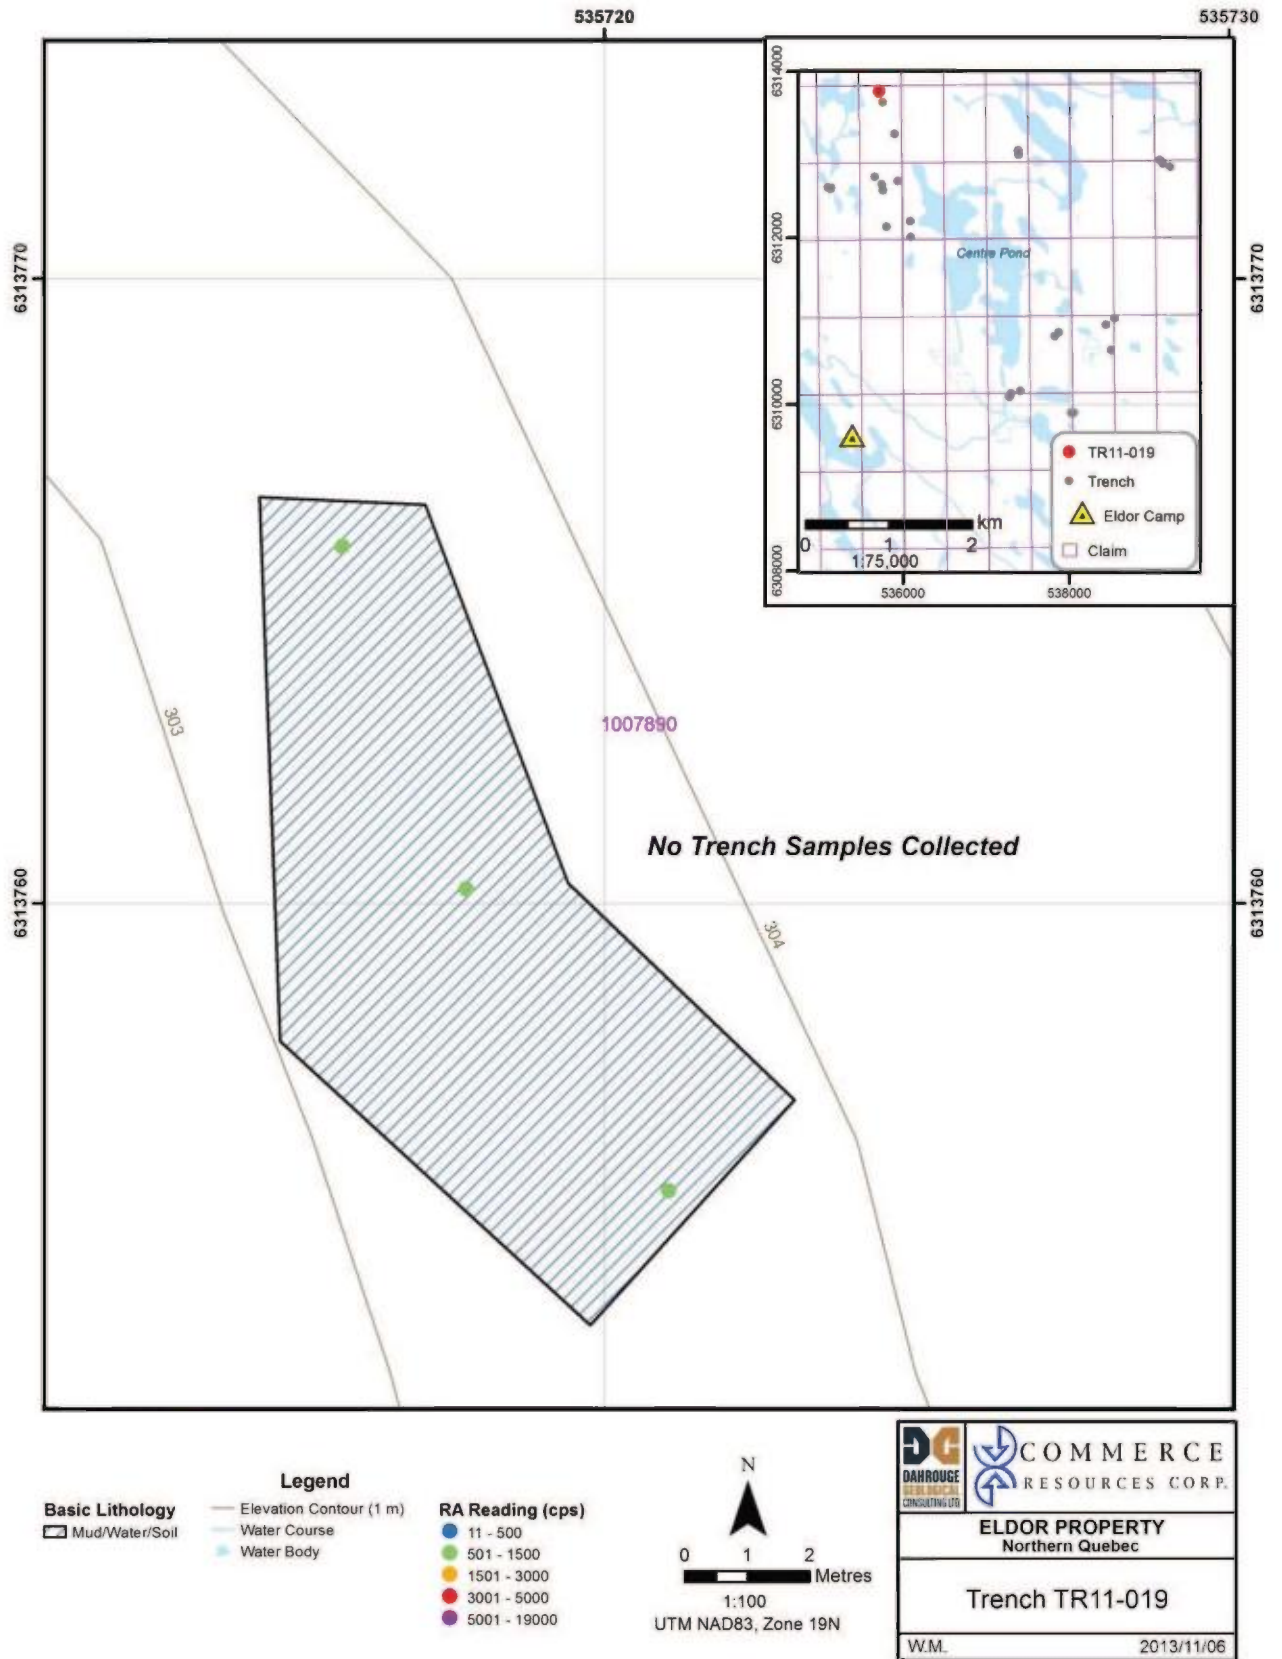 535720
535730
6313770
6313770
6313760
6313760
6314000
6312000
6310000
6308000
Centre Pond
TR11-019
Trench
Eldor Camp
Claim
km
0 1 2
1:75,000
536000
538000
303
1007890
No Trench Samples Collected
304
Legend
Basic Lithology
Mud/Water/Soil
Elevation Contour (1 m)
Water Course
Water Body
RA Reading (cps)
11 - 500
501 - 1500
1501 - 3000
3001 - 5000
5001 - 19000
N
0 1 2
Metres
1:100
UTM NAD83, Zone 19N
DG
DAHROUGE
GEOLOGICAL
CONSULTING LTD
COMMERCE
RESOURCES CORP.
ELDOR PROPERTY
Northern Quebec
Trench TR11-019
W.M.
2013/11/06